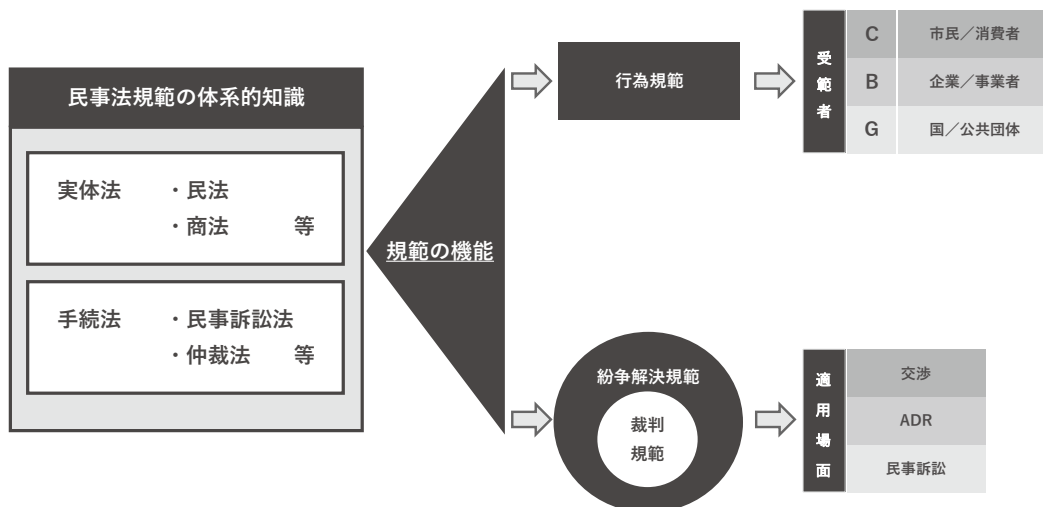 民事法規範の体系的知識
実体法 ・民法
・商法 等
手続法 ・民事訴訟法
・仲裁法 等
規範の機能
行為規範
受範者
C 市民／消費者
B 企業／事業者
G 国／公共団体
紛争解決規範
裁判
規範
適用場面
交渉
ADR
民事訴訟